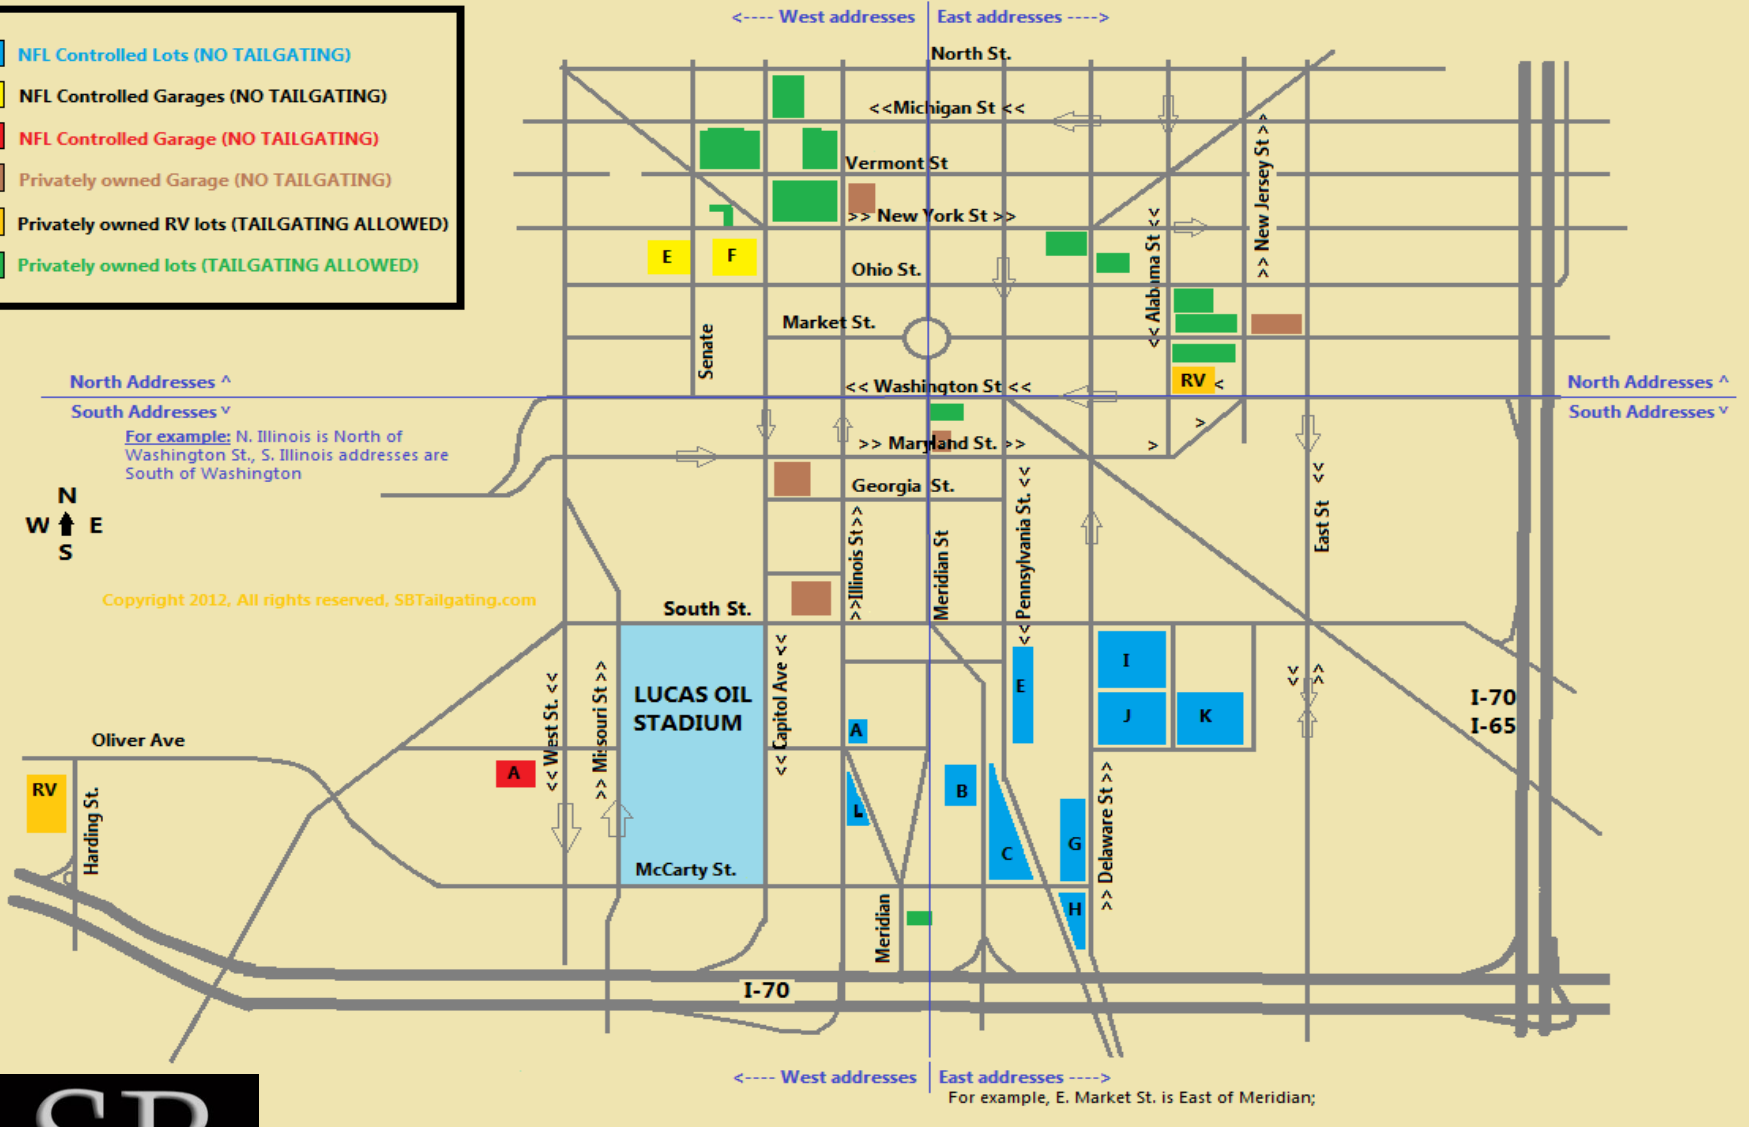 <---- West addresses
East addresses ---->
NFL Controlled Lots (NO TAILGATING)
NFL Controlled Garages (NO TAILGATING)
NFL Controlled Garage (NO TAILGATING)
Privately owned Garage (NO TAILGATING)
Privately owned RV lots (TAILGATING ALLOWED)
Privately owned lots (TAILGATING ALLOWED)
North St.
<<Michigan St <<
Vermont St
>> New York St >>
>> New Jersey St >>
<< Alabama St <<
E
F
Ohio St.
Market St.
Senate
<< Washington St <<
RV
<
North Addresses ^
South Addresses v
North Addresses ^
South Addresses v
For example: N. Illinois is North of
Washington St., S. Illinois addresses are
South of Washington
>> Maryland St. >>
>
>
Georgia St.
N
W
E
S
>>Illinois St>>
Meridian St
<< Pennsylvania St. <<
<<
East St
Copyright 2012, All rights reserved, SBTailgating.com
South St.
LUCAS OIL
STADIUM
<< West St. <<
>> Missouri St >>
<< Capitol Ave <<
E
I
J
K
<<
>>
I-70
I-65
Oliver Ave
A
A
RV
Harding St.
L
B
C
G
H
>> Delaware St >>
McCarty St.
Meridian
I-70
<---- West addresses
East addresses ---->
For example, E. Market St. is East of Meridian;
SB